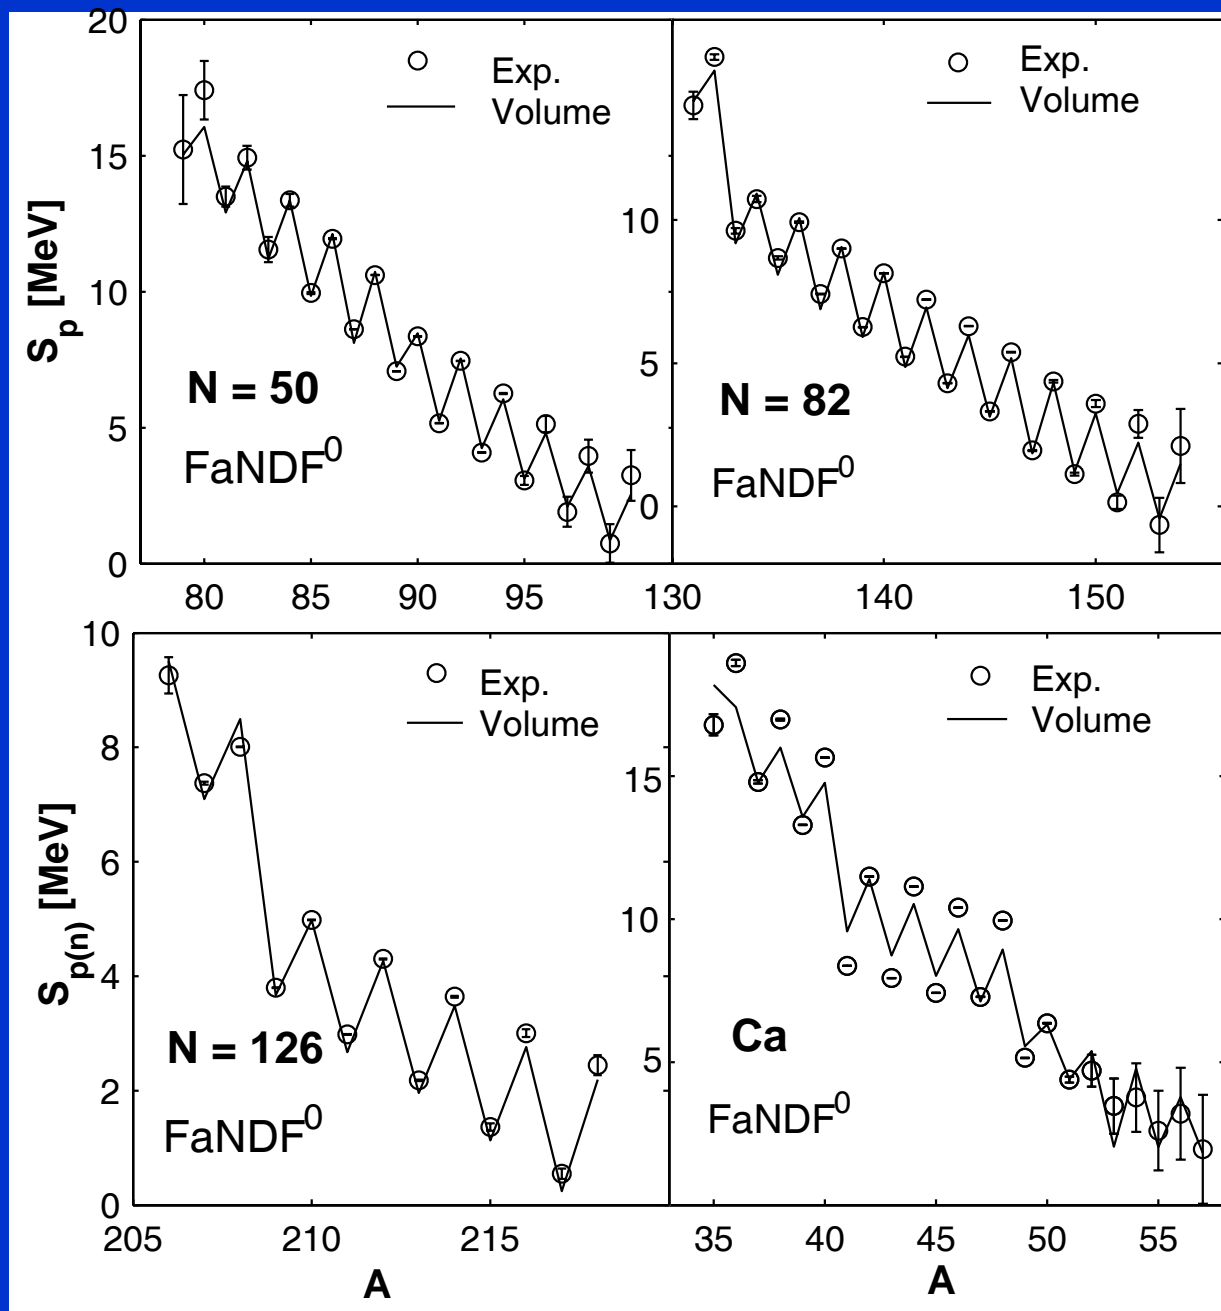 20
15
10
5
0
S_p [MeV]
Exp.
Volume
N = 50
FaNDF^0
80 85 90 95
Exp.
Volume
10
5
0
N = 82
FaNDF^0
130 140 150
10
8
6
4
2
0
S_p(n) [MeV]
Exp.
Volume
N = 126
FaNDF^0
205 210 215
A
Exp.
Volume
15
10
5
Ca
FaNDF^0
35 40 45 50 55
A